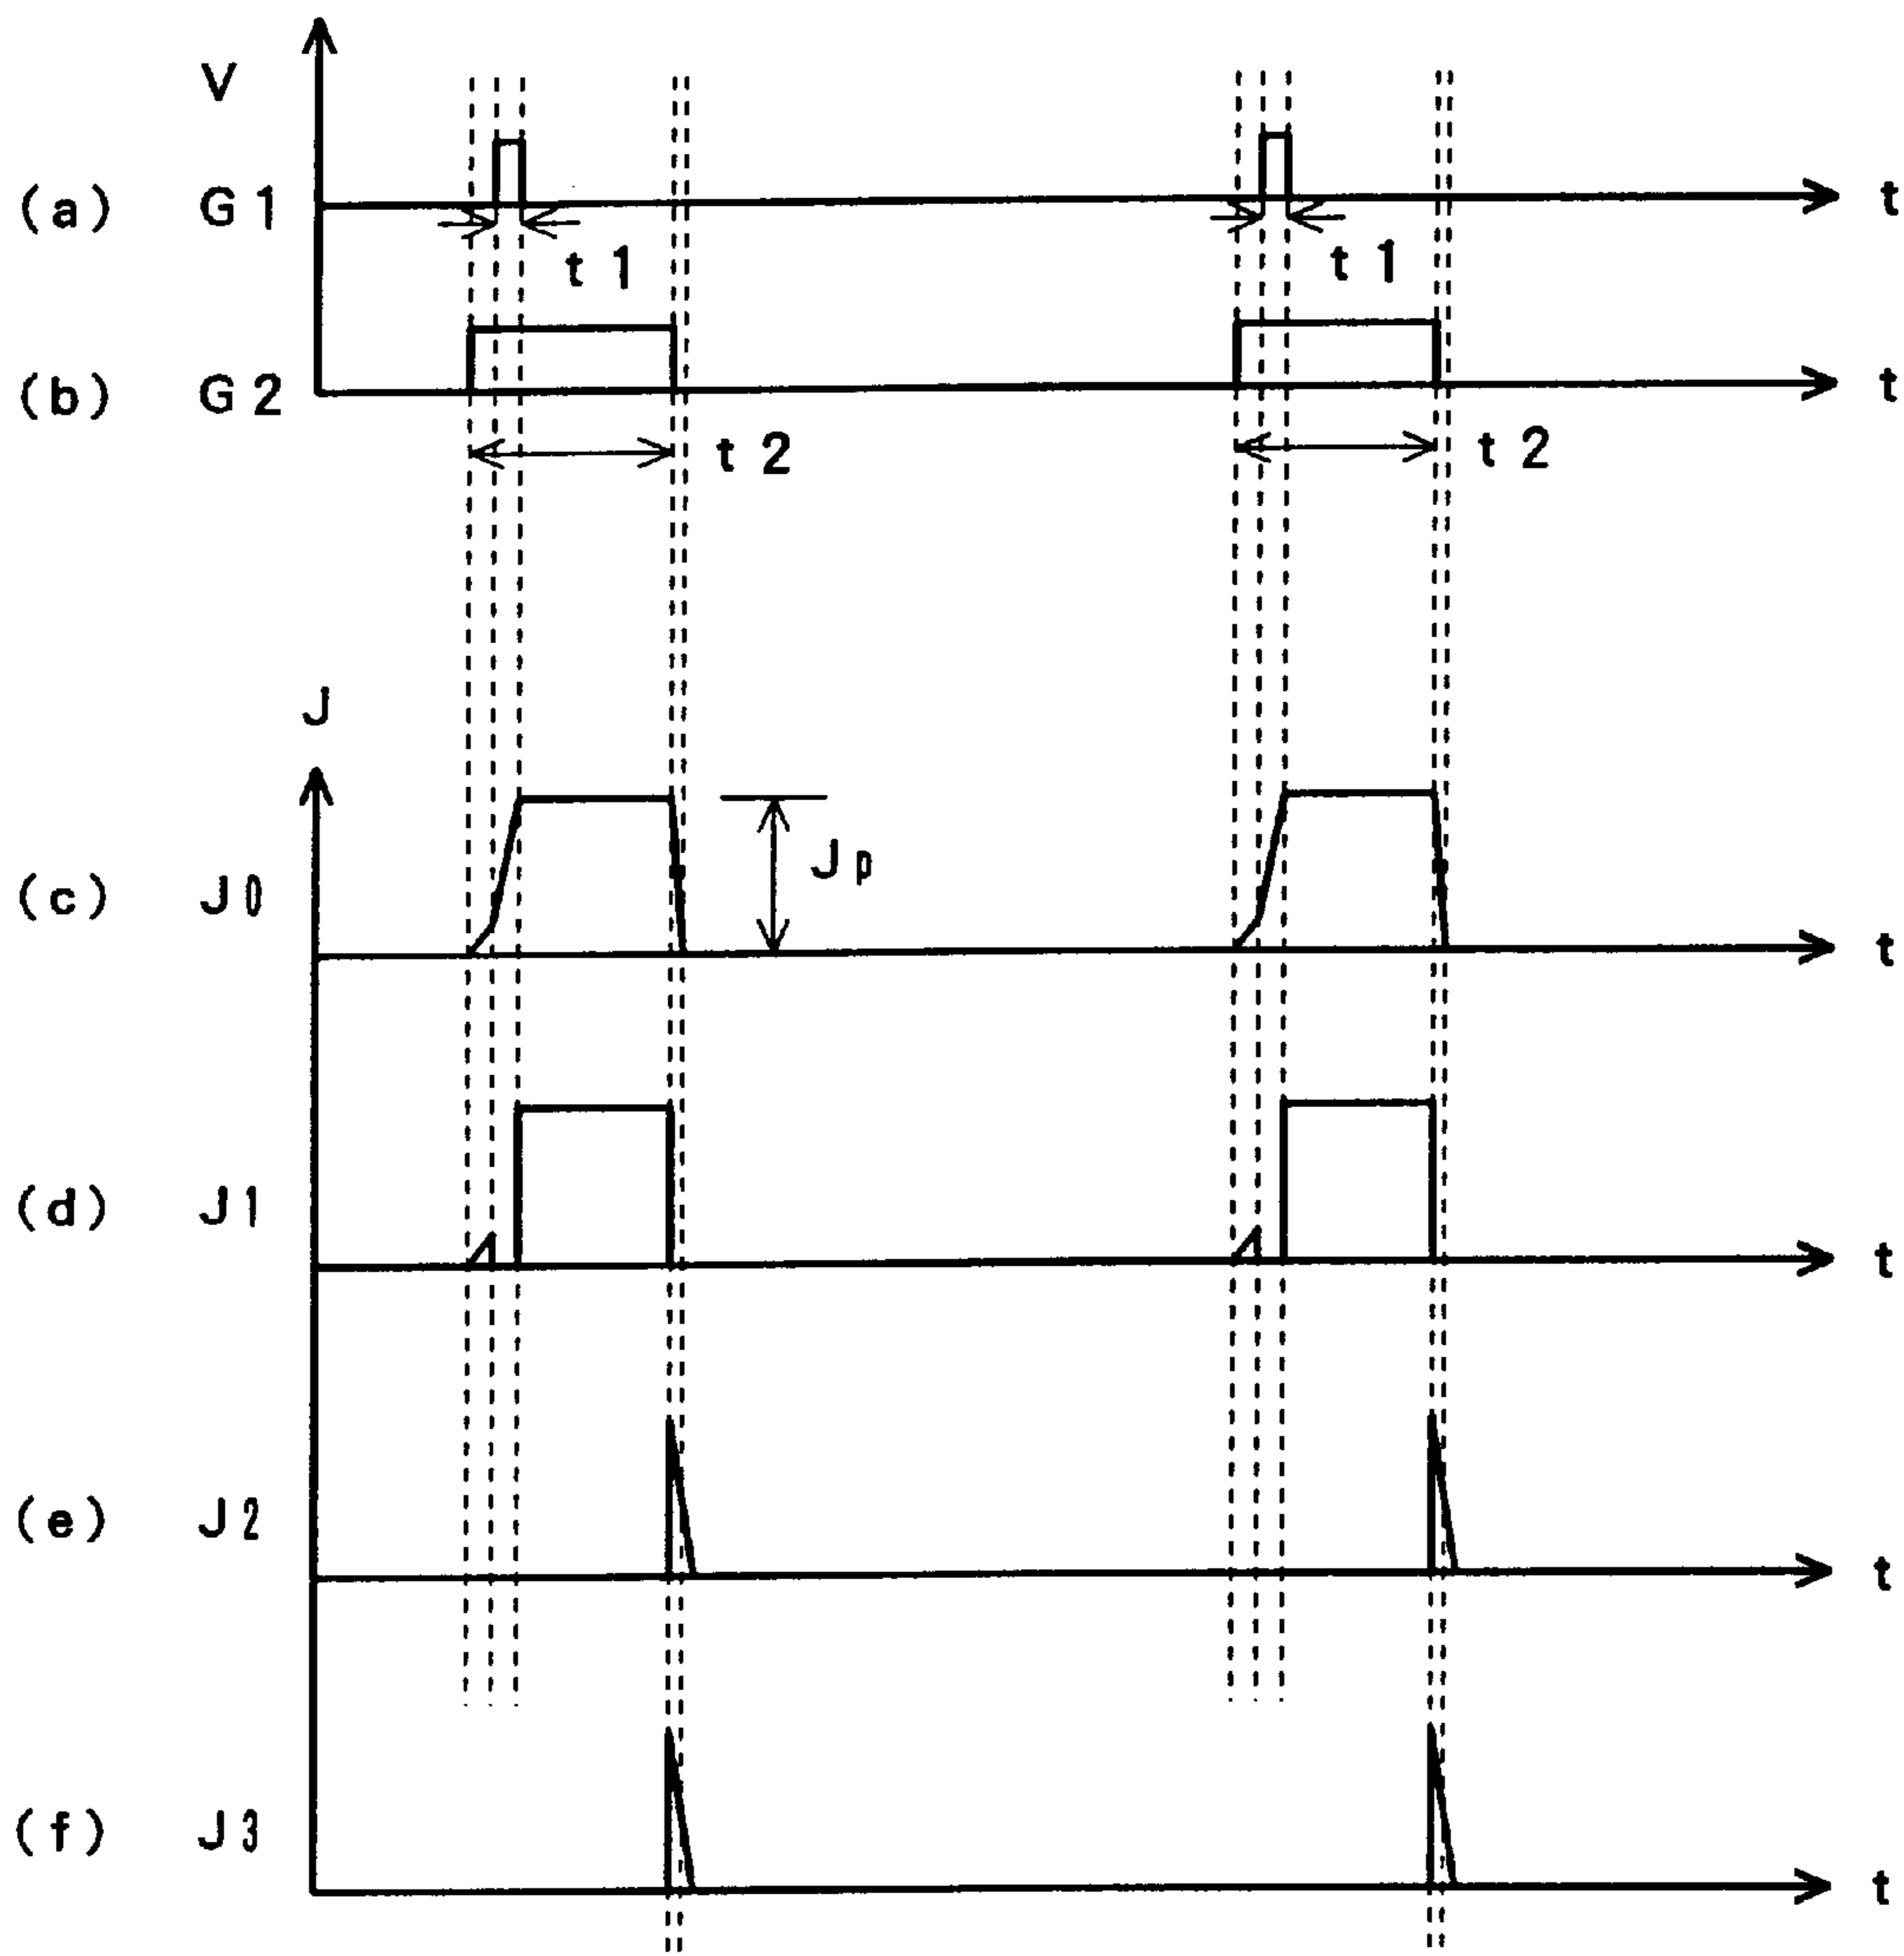 V
(a) G1 t
t1 t1
(b) G2 t
t2 t2
J
Jp
(c) J0 t
(d) J1 t
(e) J2 t
(f) J3 t